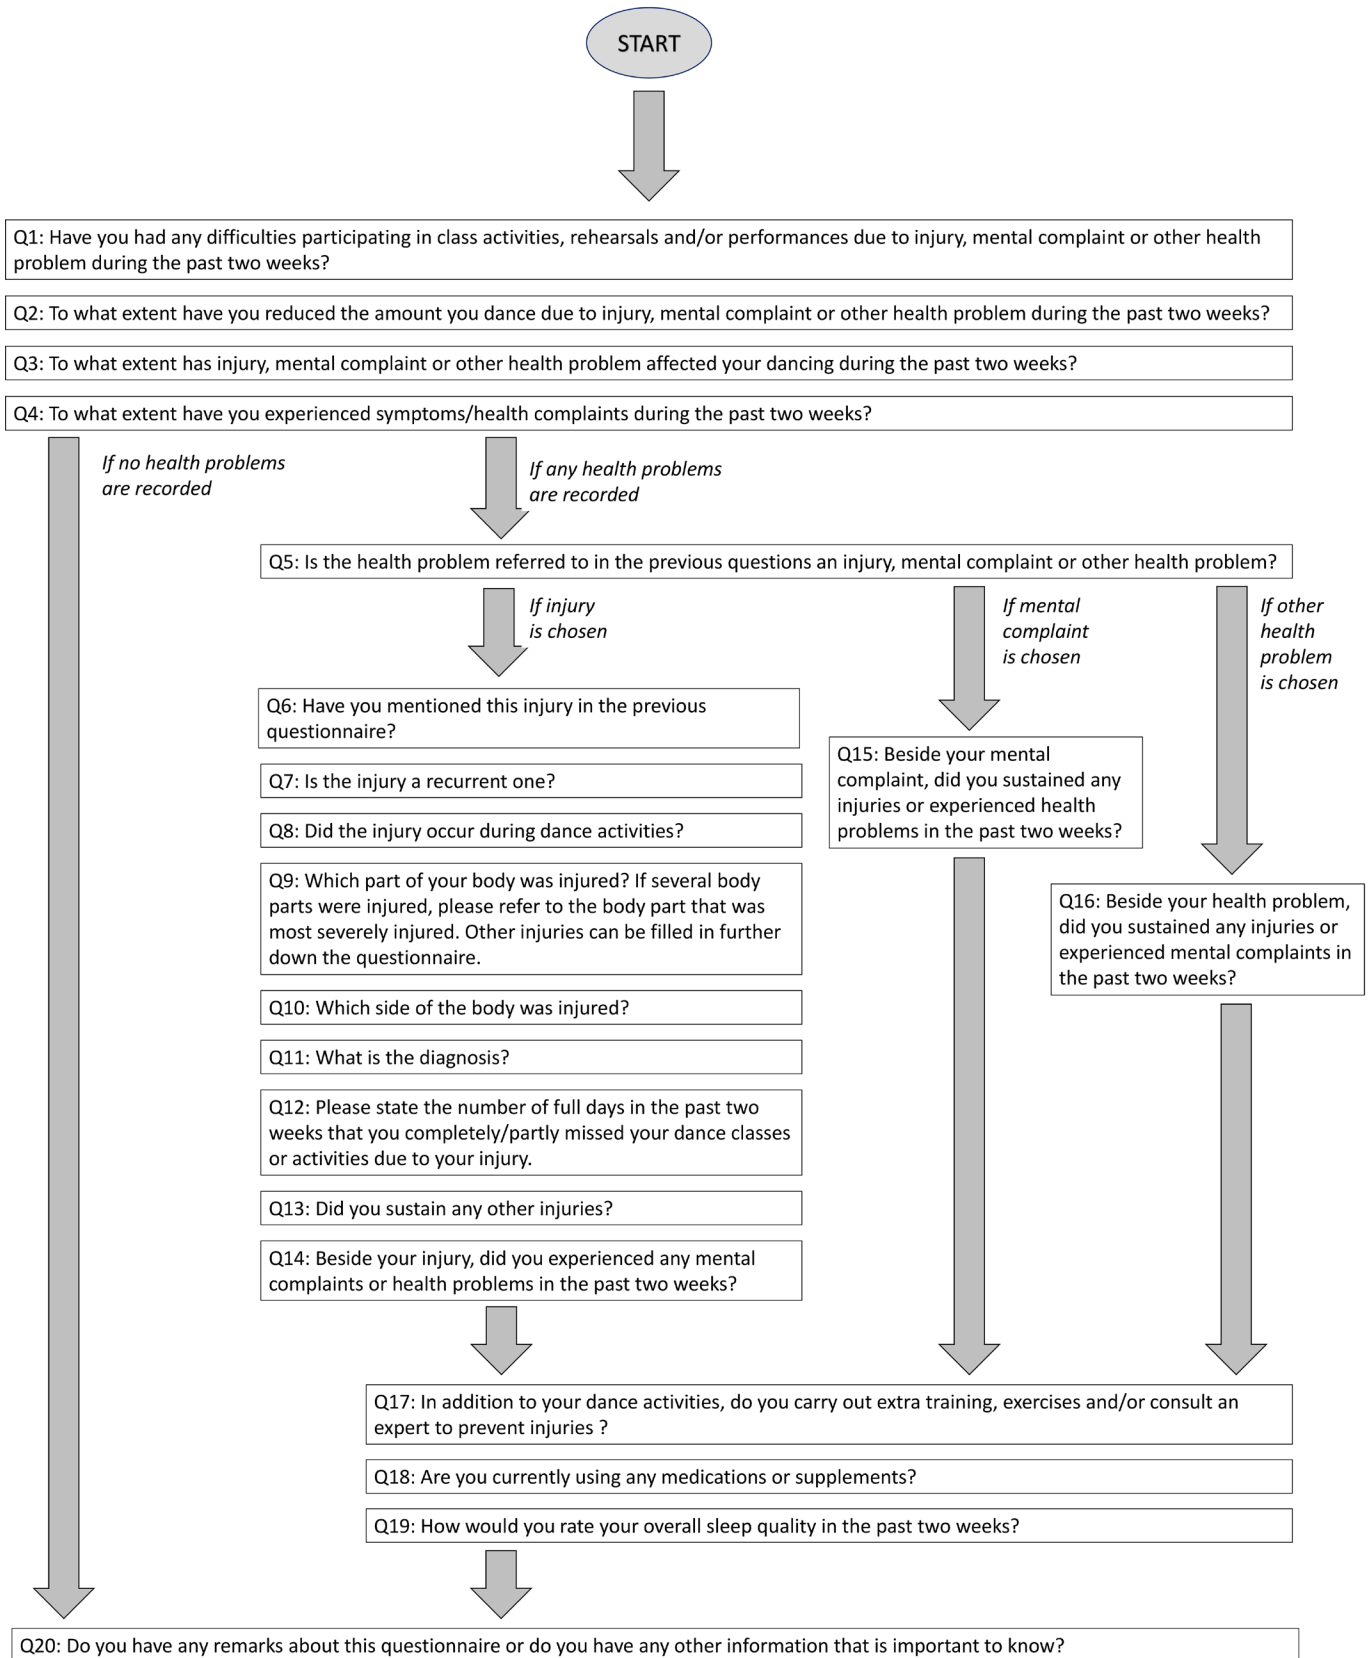 START
Q1: Have you had any difficulties participating in class activities, rehearsals and/or performances due to injury, mental complaint or other health
problem during the past two weeks?
Q2: To what extent have you reduced the amount you dance due to injury, mental complaint or other health problem during the past two weeks?
Q3: To what extent has injury, mental complaint or other health problem affected your dancing during the past two weeks?
Q4: To what extent have you experienced symptoms/health complaints during the past two weeks?
If no health problems
are recorded
If any health problems
are recorded
Q5: Is the health problem referred to in the previous questions an injury, mental complaint or other health problem?
If injury
is chosen
If mental
complaint
is chosen
If other
health
problem
is chosen
Q6: Have you mentioned this injury in the previous
questionnaire?
Q7: Is the injury a recurrent one?
Q8: Did the injury occur during dance activities?
Q9: Which part of your body was injured? If several body
parts were injured, please refer to the body part that was
most severely injured. Other injuries can be filled in further
down the questionnaire.
Q10: Which side of the body was injured?
Q11: What is the diagnosis?
Q12: Please state the number of full days in the past two
weeks that you completely/partly missed your dance classes
or activities due to your injury.
Q13: Did you sustain any other injuries?
Q14: Beside your injury, did you experienced any mental
complaints or health problems in the past two weeks?
Q15: Beside your mental
complaint, did you sustained any
injuries or experienced health
problems in the past two weeks?
Q16: Beside your health problem,
did you sustained any injuries or
experienced mental complaints in
the past two weeks?
Q17: In addition to your dance activities, do you carry out extra training, exercises and/or consult an
expert to prevent injuries ?
Q18: Are you currently using any medications or supplements?
Q19: How would you rate your overall sleep quality in the past two weeks?
Q20: Do you have any remarks about this questionnaire or do you have any other information that is important to know?